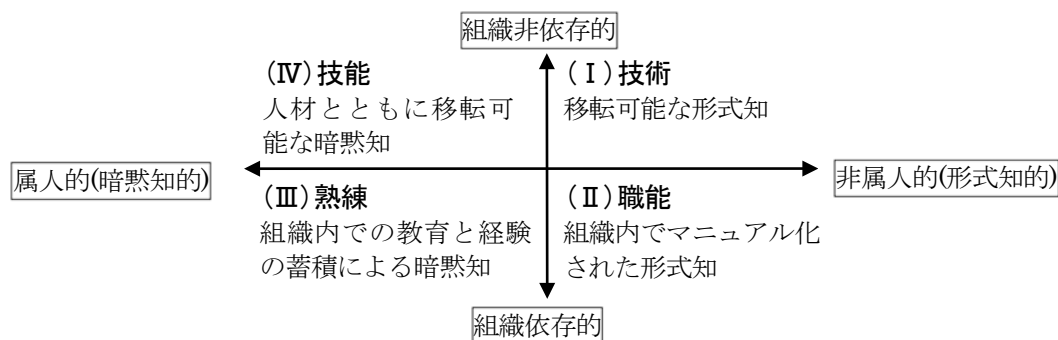 組織非依存的
(Ⅳ)技能
人材とともに移転可
能な暗黙知
(Ⅰ)技術
移転可能な形式知
属人的(暗黙知的)
非属人的(形式知的)
(Ⅲ)熟練
組織内での教育と経験
の蓄積による暗黙知
(Ⅱ)職能
組織内でマニュアル化
された形式知
組織依存的